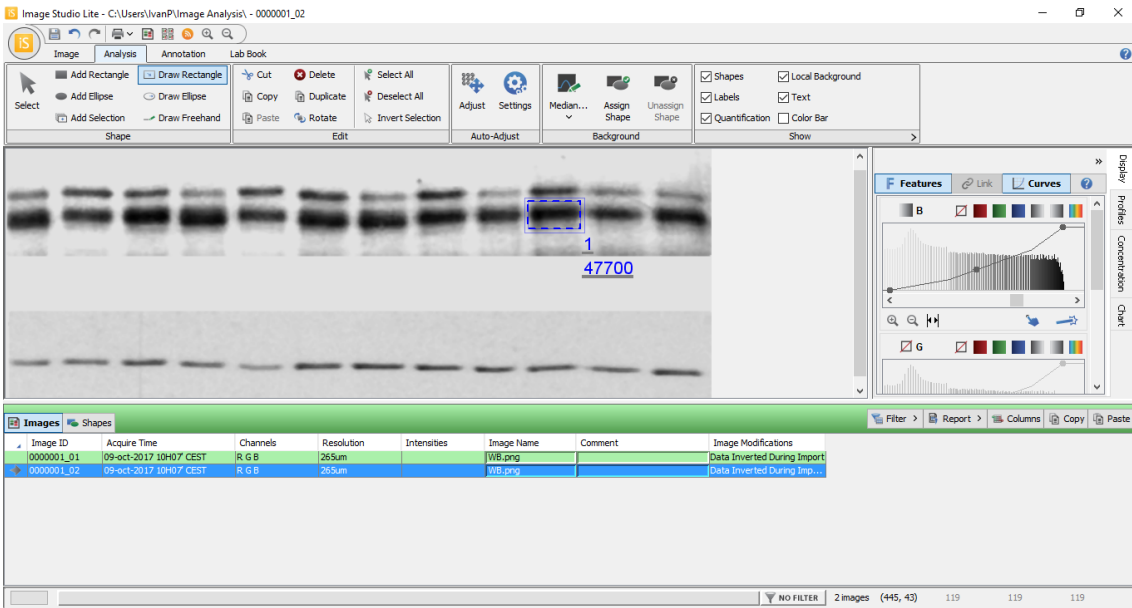 Image Studio Lite - C:\Users\IvanP\Image Analysis\ - 0000001_02
iS
Image Analysis Annotation Lab Book
Select
Add Rectangle Draw Rectangle
Add Ellipse Draw Ellipse
Add Selection Draw Freehand
Shape
Cut Delete Select All
Copy Duplicate Deselect All
Paste Rotate Invert Selection
Edit
Adjust Settings
Auto-Adjust
Median... Assign Shape Unassign Shape
Background
Shapes Local Background
Labels Text
Quantification Color Bar
Show
1
47700
Features Link Curves
B
G
Display
Profiles
Concentration
Chart
Images Shapes
Filter > Report > Columns Copy Paste
Image ID Acquire Time Channels Resolution Intensities Image Name Comment Image Modifications
0000001_01 09-oct-2017 10H07' CEST R G B 265um WB.png Data Inverted During Import
0000001_02 09-oct-2017 10H07' CEST R G B 265um WB.png Data Inverted During Imp...
NO FILTER 2 images (445, 43) 119 119 119